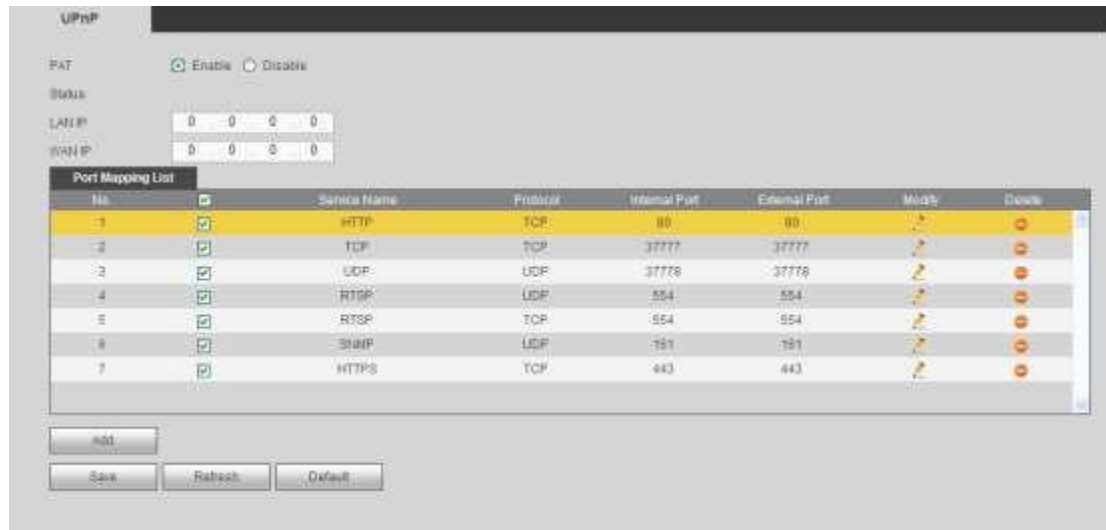 UPnP
PAT Enable Disable
Status
LAN IP 0 . 0 . 0 . 0
WAN IP 0 . 0 . 0 . 0
Port Mapping List
No. Service Name Protocol Internal Port External Port Modify Delete
1 HTTP TCP 80 80
2 TCP TCP 37777 37777
3 UDP UDP 37778 37778
4 RTSP UDP 554 554
5 RTSP TCP 554 554
6 SNMP UDP 161 161
7 HTTPS TCP 443 443
Add
Save Refresh Default